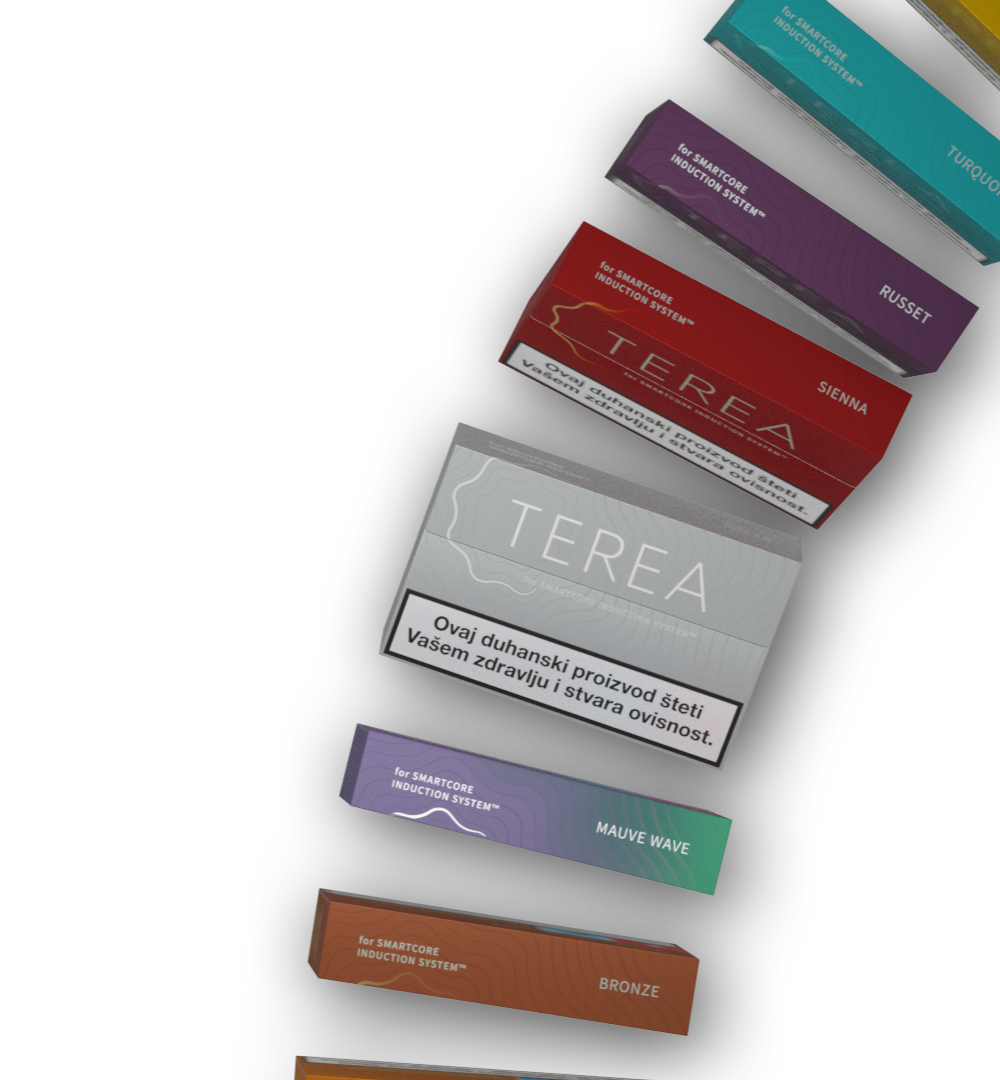 for SMARTCORE
INDUCTION SYSTEM™
for SMARTCORE
INDUCTION SYSTEM™
RUSSET
for SMARTCORE
INDUCTION SYSTEM™
SIENNA
TEREA
for SMARTCORE INDUCTION SYSTEM™
Ovaj duhanski proizvod šteti
Vašem zdravlju i stvara ovisnost.
TEREA
for SMARTCORE INDUCTION SYSTEM™
Ovaj duhanski proizvod šteti
Vašem zdravlju i stvara ovisnost.
for SMARTCORE
INDUCTION SYSTEM™
MAUVE WAVE
for SMARTCORE
INDUCTION SYSTEM™
BRONZE